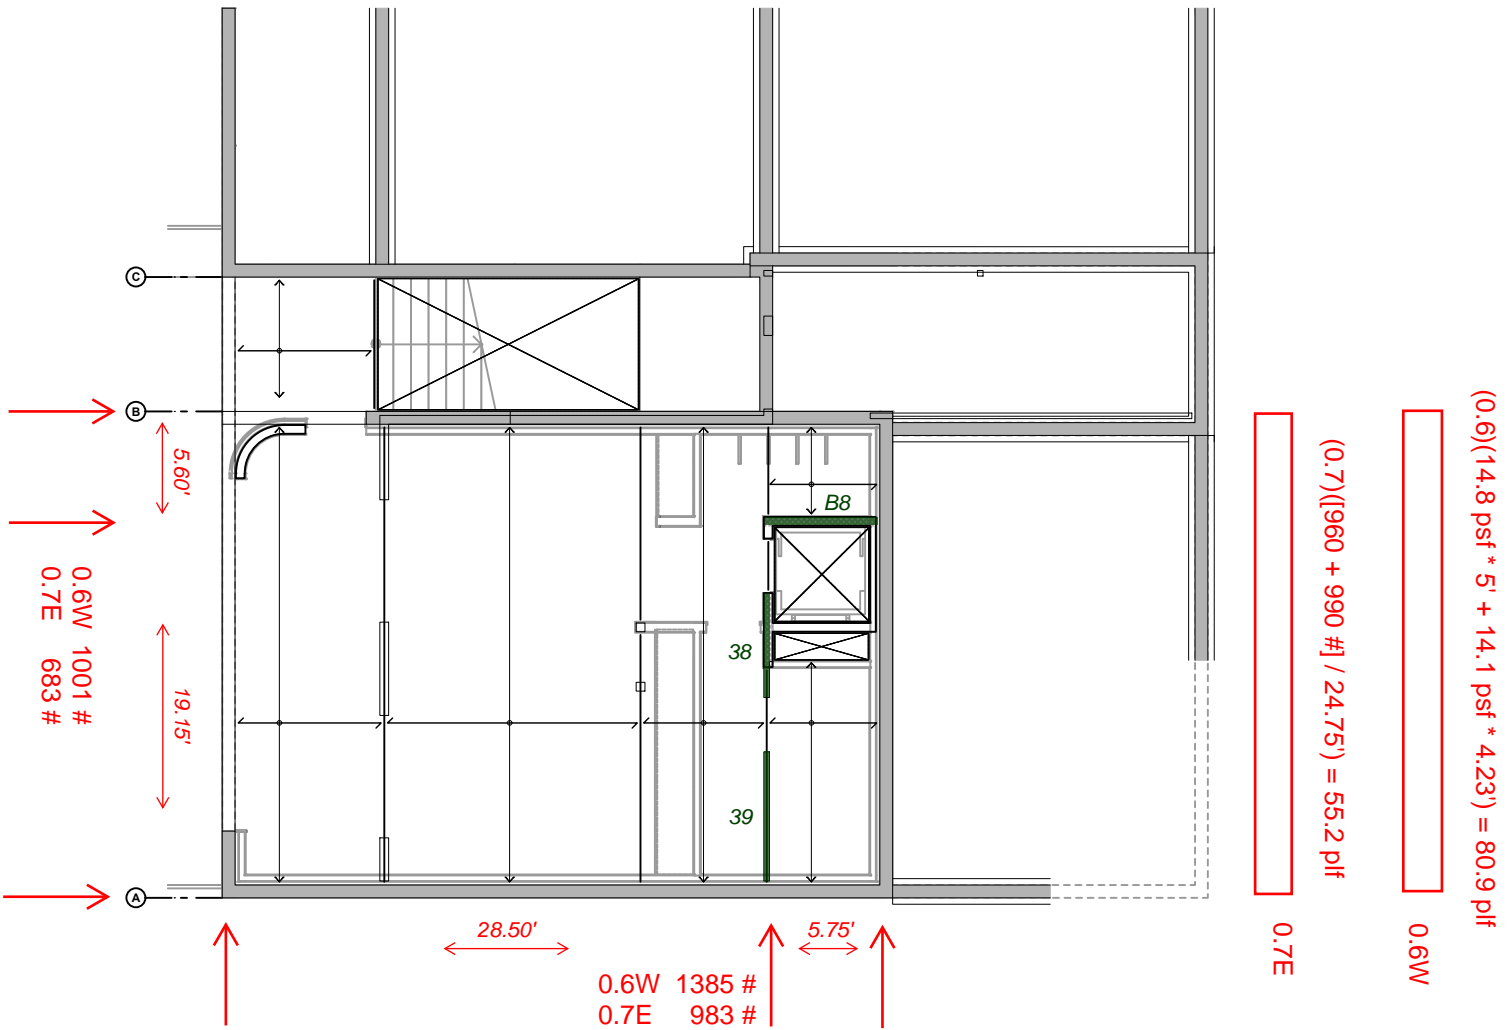 C
B
A
5.60'
19.15'
0.6W 1001 #
0.7E 683 #
B8
38
39
28.50'
5.75'
0.6W 1385 #
0.7E 983 #
(0.7)([960 + 990 #] / 24.75') = 55.2 plf
0.7E
(0.6)(14.8 psf * 5' + 14.1 psf * 4.23') = 80.9 plf
0.6W